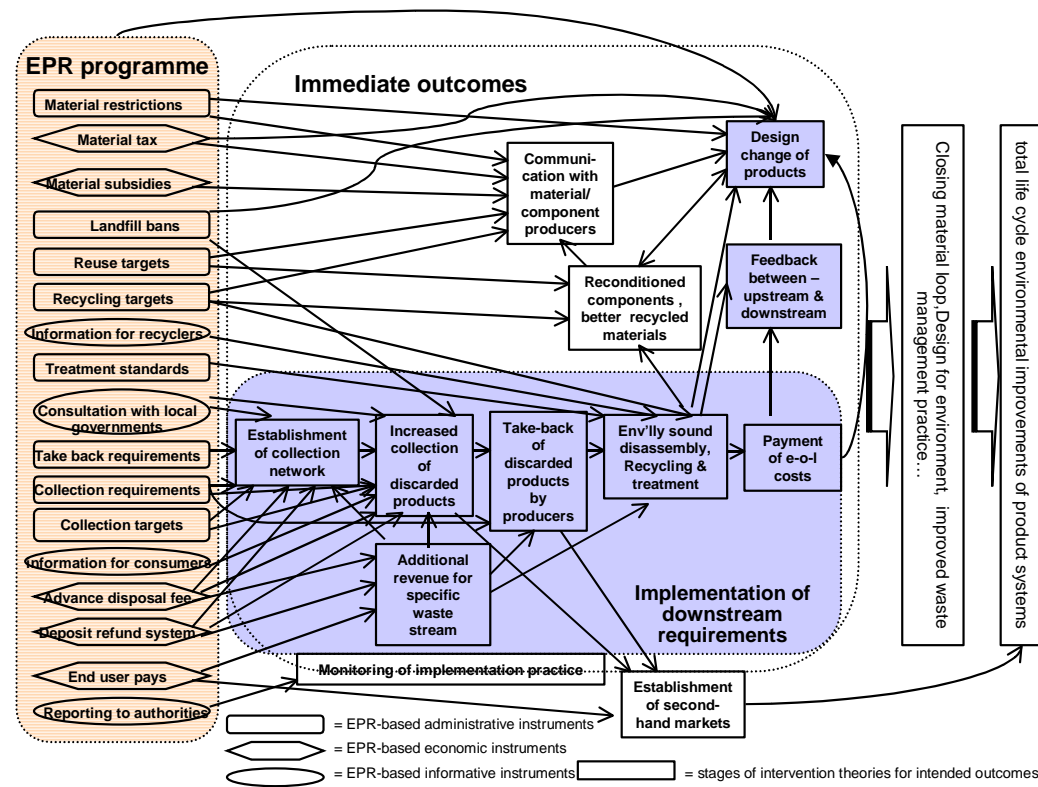 EPR programme
Material restrictions
Material tax
Material subsidies
Landfill bans
Reuse targets
Recycling targets
Information for recyclers
Treatment standards
Consultation with local
governments
Take back requirements
Collection requirements
Collection targets
Information for consumers
Advance disposal fee
Deposit refund system
End user pays
Reporting to authorities
Immediate outcomes
Communi-
cation with
material/
component
producers
Design
change of
products
Reconditioned
components ,
better recycled
materials
Feedback
between –
upstream &
downstream
Establishment
of collection
network
Increased
collection
of
discarded
products
Take-back
of
discarded
products
by
producers
Env'lly sound
disassembly,
Recycling &
treatment
Payment
of e-o-l
costs
Additional
revenue for
specific
waste
stream
Implementation of
downstream
requirements
Monitoring of implementation practice
Establishment
of second-
hand markets
Closing material loop,Design for environment, improved waste
management practice…
total life cycle environmental improvements of product systems
= EPR-based administrative instruments
= EPR-based economic instruments
= EPR-based informative instruments
= stages of intervention theories for intended outcomes